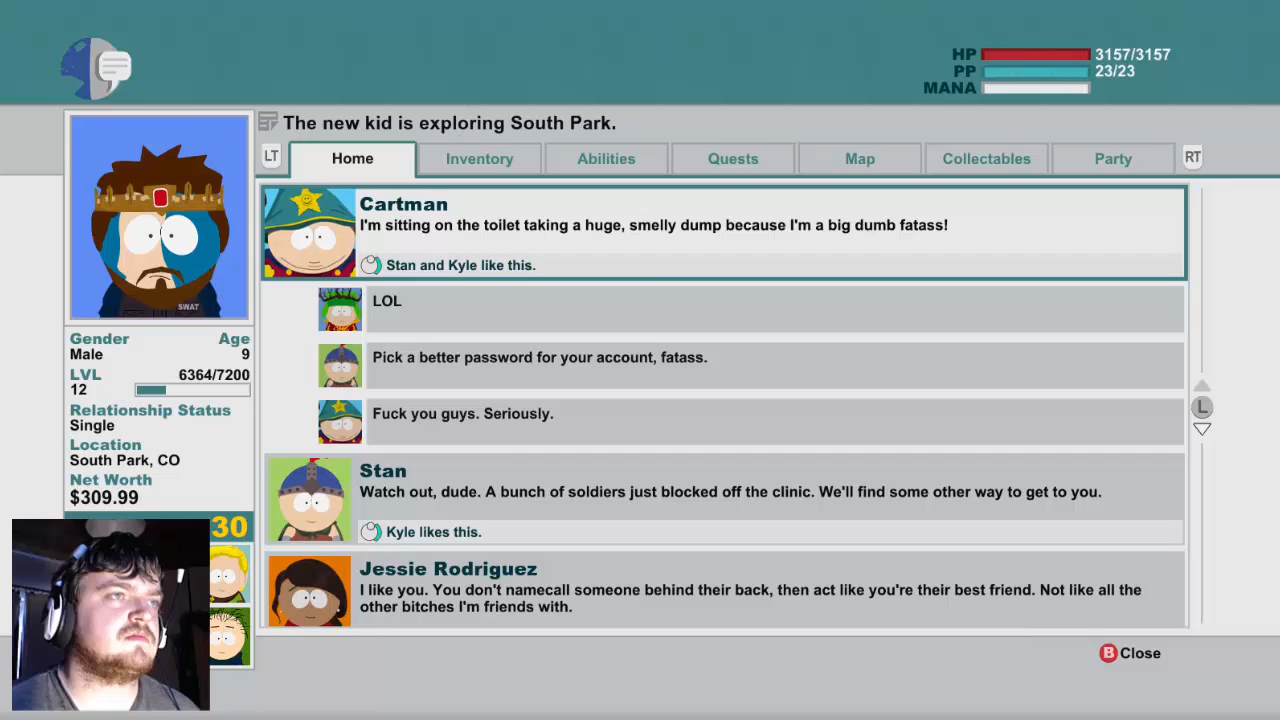 HP 3157/3157
PP 23/23
MANA
The new kid is exploring South Park.
LT Home Inventory Abilities Quests Map Collectables Party RT
SWAT
Gender Age
Male 9
LVL 6364/7200
12
Relationship Status
Single
Location
South Park, CO
Net Worth
$309.99
30
Cartman
I'm sitting on the toilet taking a huge, smelly dump because I'm a big dumb fatass!
Stan and Kyle like this.
LOL
Pick a better password for your account, fatass.
Fuck you guys. Seriously.
L
Stan
Watch out, dude. A bunch of soldiers just blocked off the clinic. We'll find some other way to get to you.
Kyle likes this.
Jessie Rodriguez
I like you. You don't namecall someone behind their back, then act like you're their best friend. Not like all the
other bitches I'm friends with.
B Close